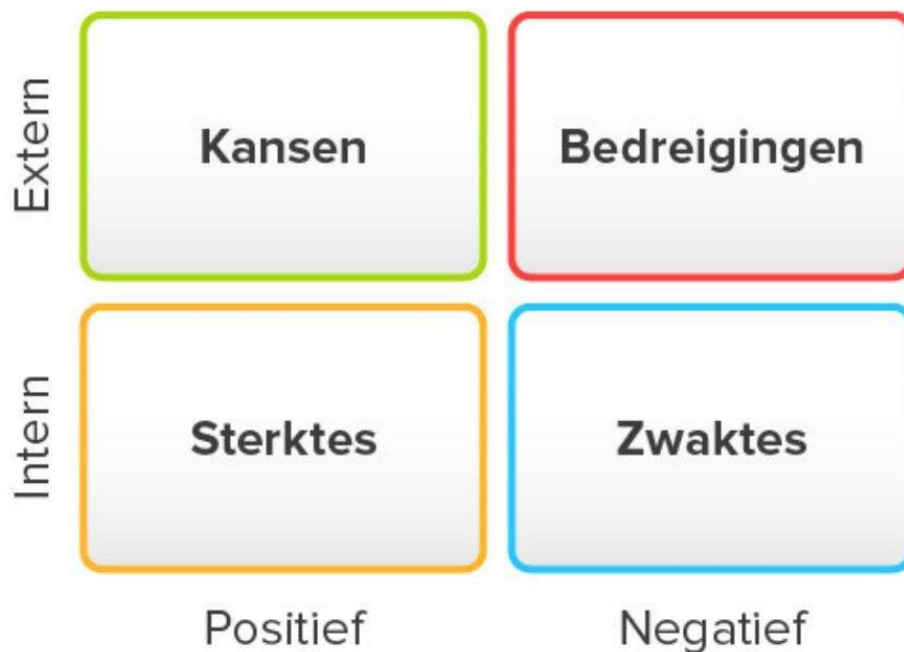 Extern
Kansen
Bedreigingen
Intern
Sterktes
Zwaktes
Positief
Negatief